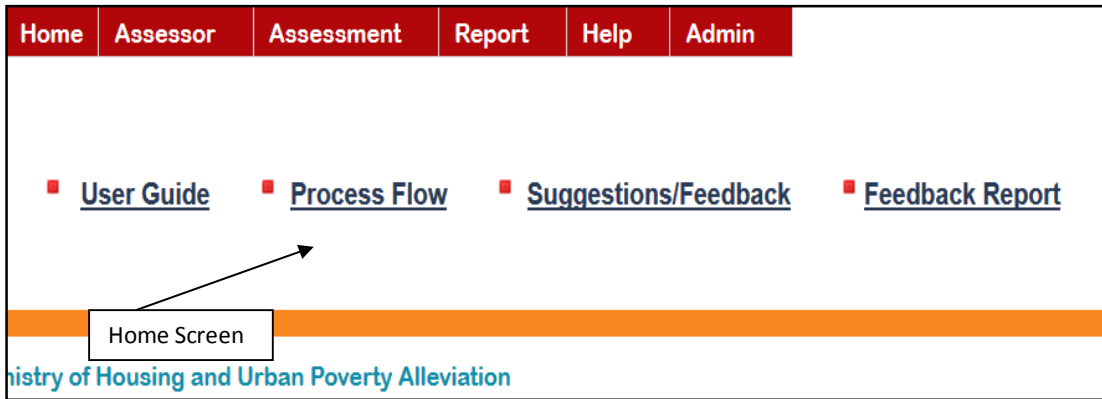 Home Assessor Assessment Report Help Admin
User Guide Process Flow Suggestions/Feedback Feedback Report
Home Screen
nistry of Housing and Urban Poverty Alleviation